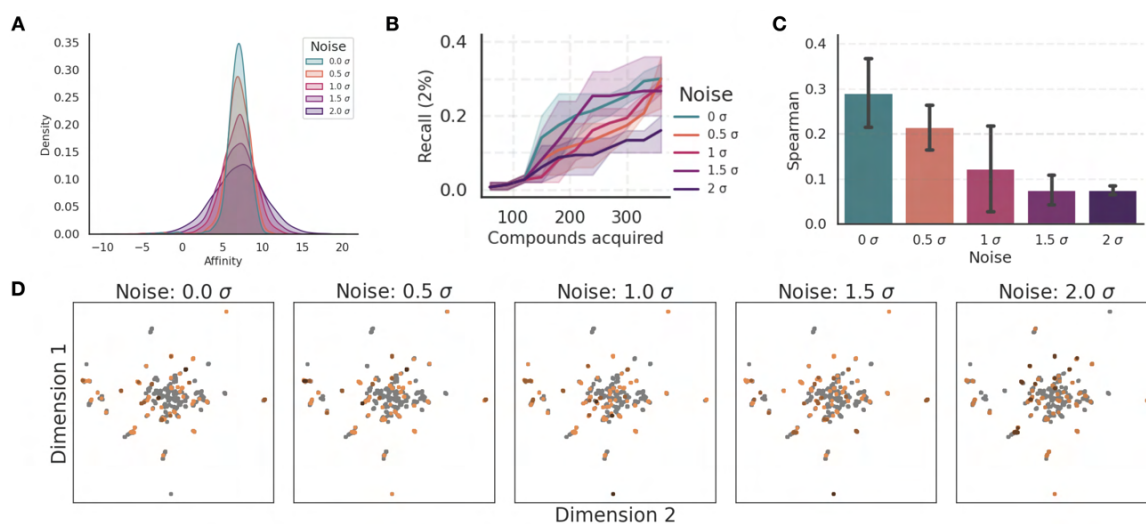 A
Density
0.35
0.30
0.25
0.20
0.15
0.10
0.05
0.00
−10
−5
0
5
10
15
20
Affinity
Noise
0.0 σ
0.5 σ
1.0 σ
1.5 σ
2.0 σ
B
Recall (2%)
0.4
0.2
0.0
100
200
300
Compounds acquired
Noise
0 σ
0.5 σ
1 σ
1.5 σ
2 σ
C
Spearman
0.4
0.3
0.2
0.1
0.0
0 σ
0.5 σ
1 σ
1.5 σ
2 σ
Noise
D
Noise: 0.0 σ
Noise: 0.5 σ
Noise: 1.0 σ
Noise: 1.5 σ
Noise: 2.0 σ
Dimension 1
Dimension 2